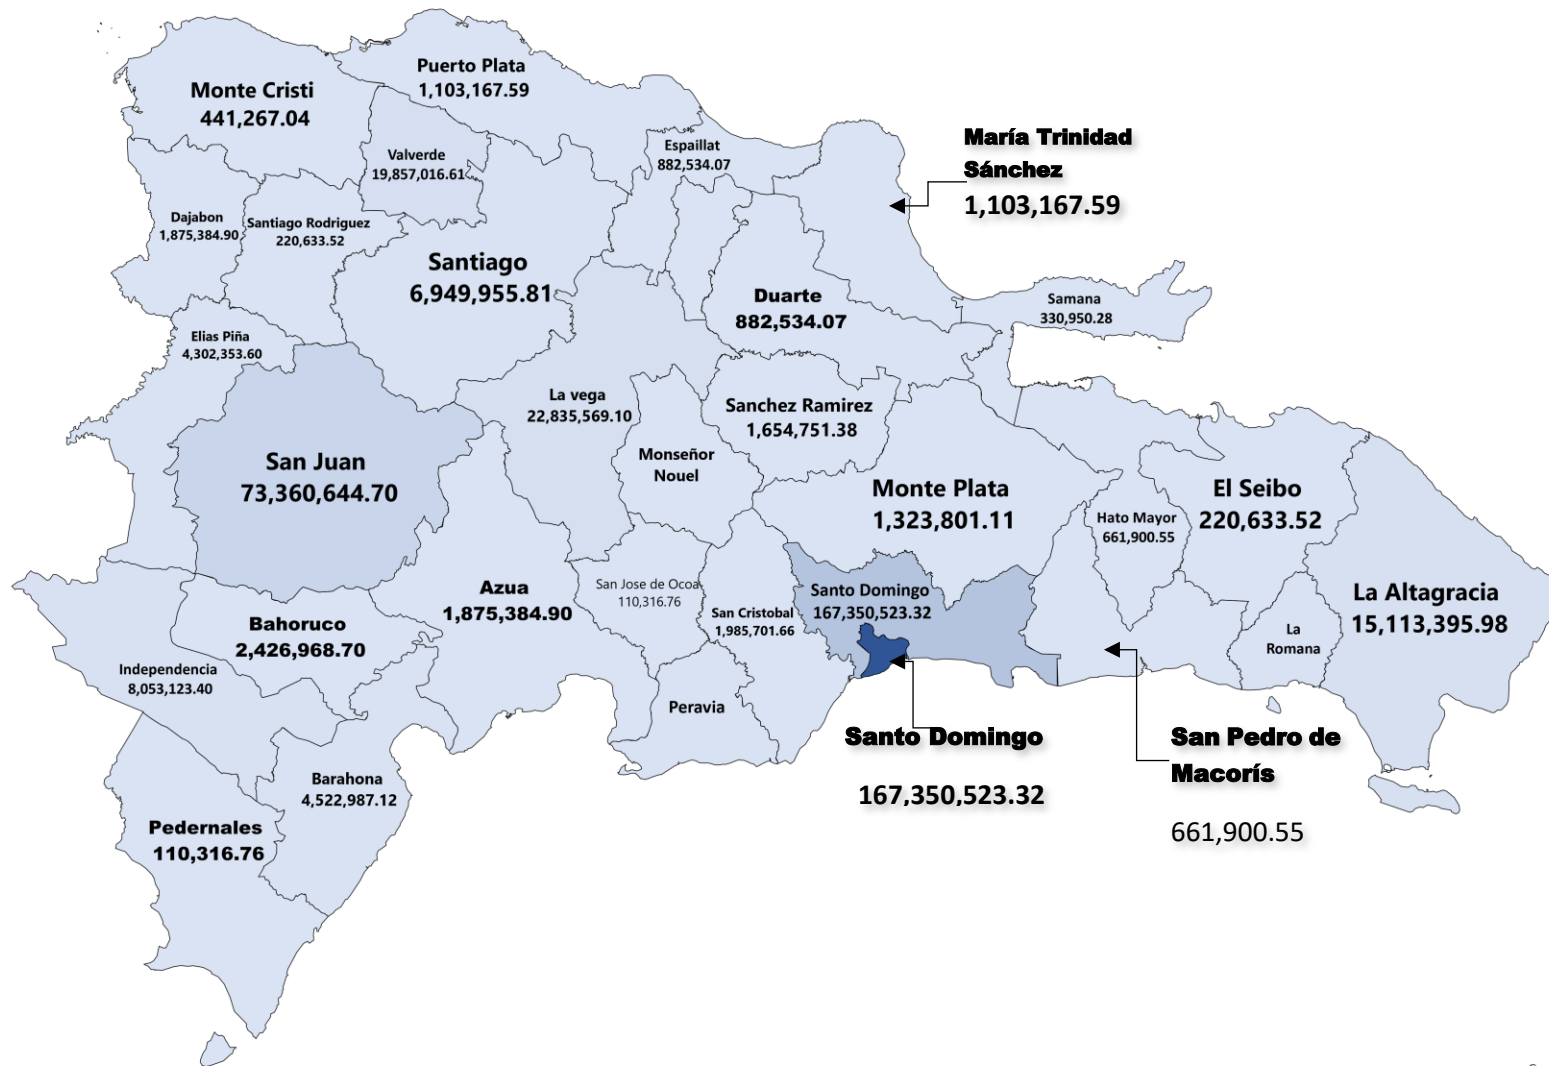 Puerto Plata
1,103,167.59
Monte Cristi
441,267.04
María Trinidad
Sánchez
1,103,167.59
Valverde
19,857,016.61
Espaillat
882,534.07
Dajabon
1,875,384.90
Santiago Rodriguez
220,633.52
Santiago
6,949,955.81
Duarte
882,534.07
Samana
330,950.28
Elias Piña
4,302,353.60
La vega
22,835,569.10
Sanchez Ramirez
1,654,751.38
San Juan
73,360,644.70
Monseñor
Nouel
Monte Plata
1,323,801.11
El Seibo
220,633.52
Hato Mayor
661,900.55
Azua
1,875,384.90
San Jose de Ocoa
110,316.76
Santo Domingo
167,350,523.32
La Altagracia
15,113,395.98
San Cristobal
1,985,701.66
Bahoruco
2,426,968.70
La
Romana
Independencia
8,053,123.40
Peravia
Santo Domingo
167,350,523.32
San Pedro de
Macorís
661,900.55
Barahona
4,522,987.12
Pedernales
110,316.76